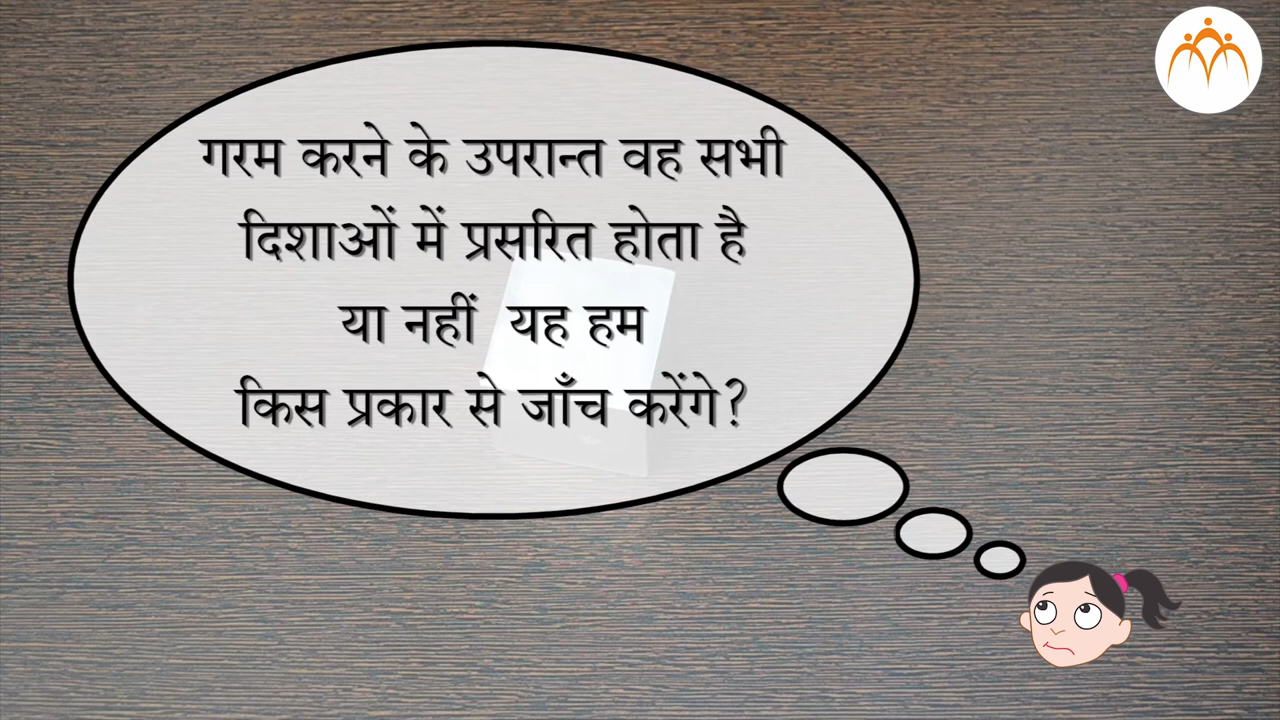 गरम करने के उपरान्त वह सभी
दिशाओं में प्रसरित होता है
या नहीं यह हम
किस प्रकार से जाँच करेंगे?